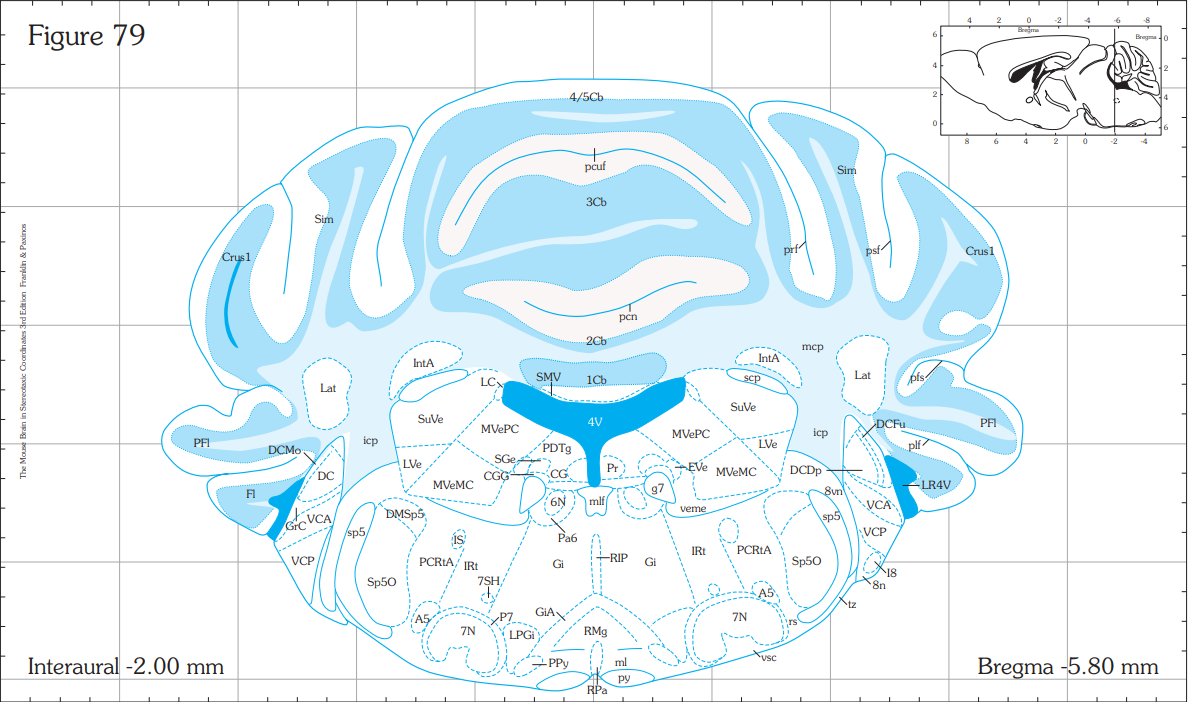 Figure 79
4 2 0 -2 -4 -6 -8
Bregma
Bregma
6 4 2 0
0 2 4 6
8 6 4 2 0 -2 -4
The Mouse Brain in Stereotaxic Coordinates 3rd Edition Franklin & Paxinos
4/5Cb
pcuf
Sim
3Cb
Sim
prf
psf
Crus1
Crus1
pcn
2Cb
mcp
IntA
IntA
SMV
1Cb
scp
LC
Lat
Lat
pfs
SuVe
SuVe
4V
MVePC
MVePC
DCFu
PFl
PFl
icp
icp
PDTg
LVe
plf
DCMo
SGe
LVe
CGG
CG
Pr
EVe
MVeMC
DCDp
DC
MVeMC
g7
LR4V
Fl
6N
mlf
veme
8vn
VCA
GrC
VCA
DMSp5
sp5
sp5
VCP
Pa6
IS
VCP
PCRtA
IRt
Gi
RIP
Gi
IRt
PCRtA
Sp5O
I8
Sp5O
7SH
8n
A5
tz
A5
P7
GiA
7N
rs
7N
LPGi
RMg
vsc
PPy
ml
py
RPa
Interaural -2.00 mm
Bregma -5.80 mm